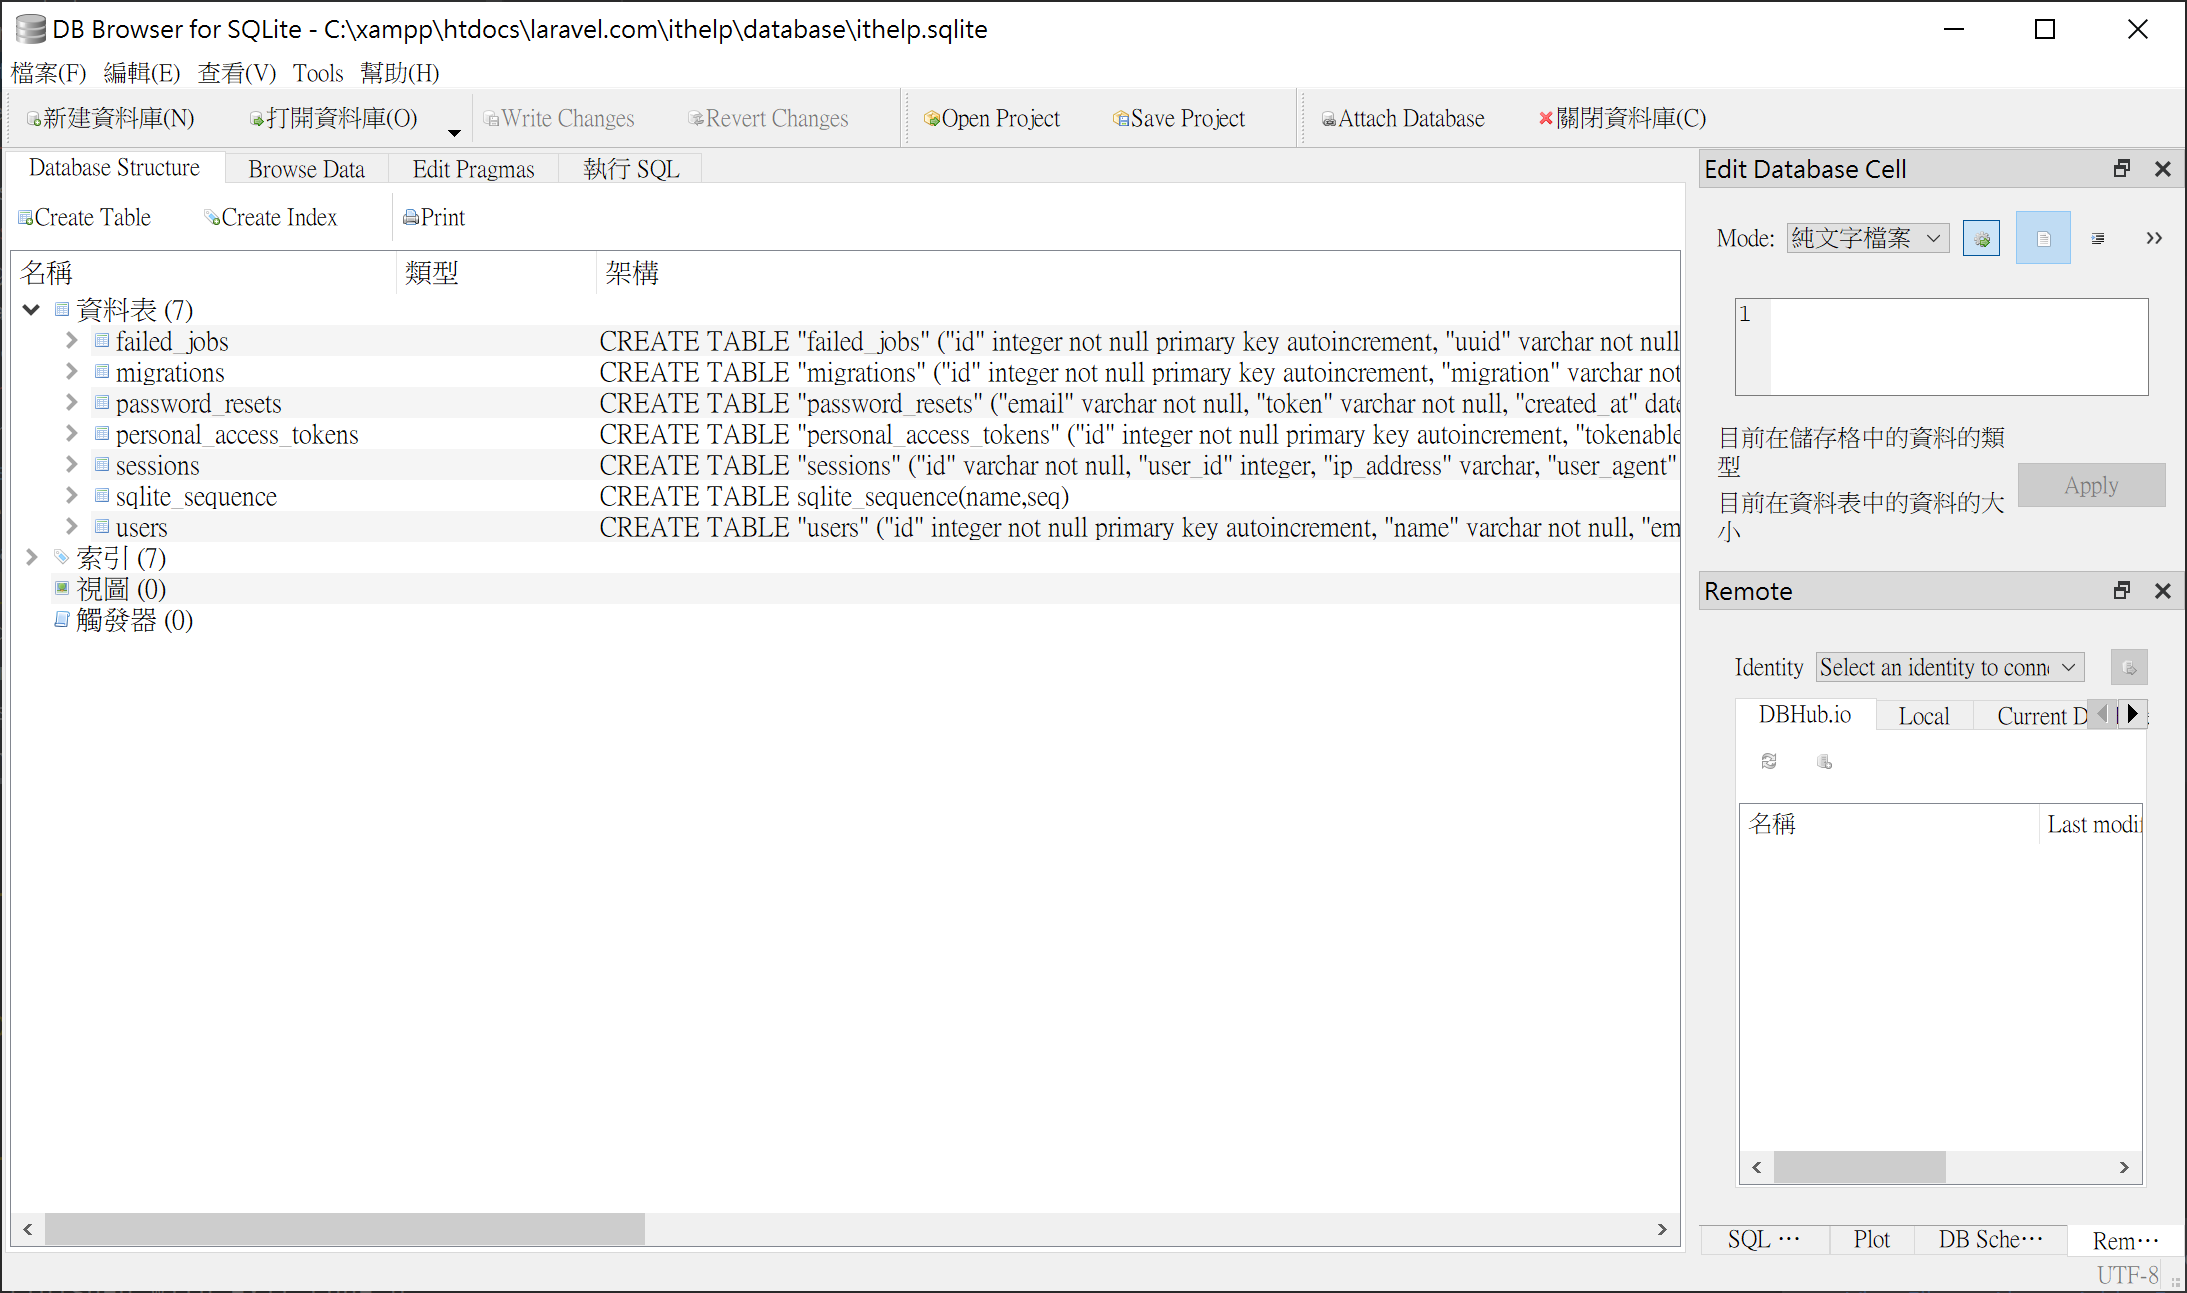 DB Browser for SQLite - C:\xampp\htdocs\laravel.com\ithelp\database\ithelp.sqlite
檔案(F) 編輯(E) 查看(V) Tools 幫助(H)
新建資料庫(N) 打開資料庫(O) Write Changes Revert Changes Open Project Save Project Attach Database 關閉資料庫(C)
Database Structure Browse Data Edit Pragmas 執行 SQL
Create Table Create Index Print
名稱 類型 架構
資料表 (7)
failed_jobs CREATE TABLE "failed_jobs" ("id" integer not null primary key autoincrement, "uuid" varchar not null
migrations CREATE TABLE "migrations" ("id" integer not null primary key autoincrement, "migration" varchar not
password_resets CREATE TABLE "password_resets" ("email" varchar not null, "token" varchar not null, "created_at" date
personal_access_tokens CREATE TABLE "personal_access_tokens" ("id" integer not null primary key autoincrement, "tokenable
sessions CREATE TABLE "sessions" ("id" varchar not null, "user_id" integer, "ip_address" varchar, "user_agent"
sqlite_sequence CREATE TABLE sqlite_sequence(name,seq)
users CREATE TABLE "users" ("id" integer not null primary key autoincrement, "name" varchar not null, "em
索引 (7)
視圖 (0)
觸發器 (0)
Edit Database Cell
Mode: 純文字檔案
1
目前在儲存格中的資料的類
型
目前在資料表中的資料的大
小
Apply
Remote
Identity Select an identity to conn
DBHub.io Local Current D
名稱 Last modi
SQL ··· Plot DB Sche··· Rem···
UTF-8